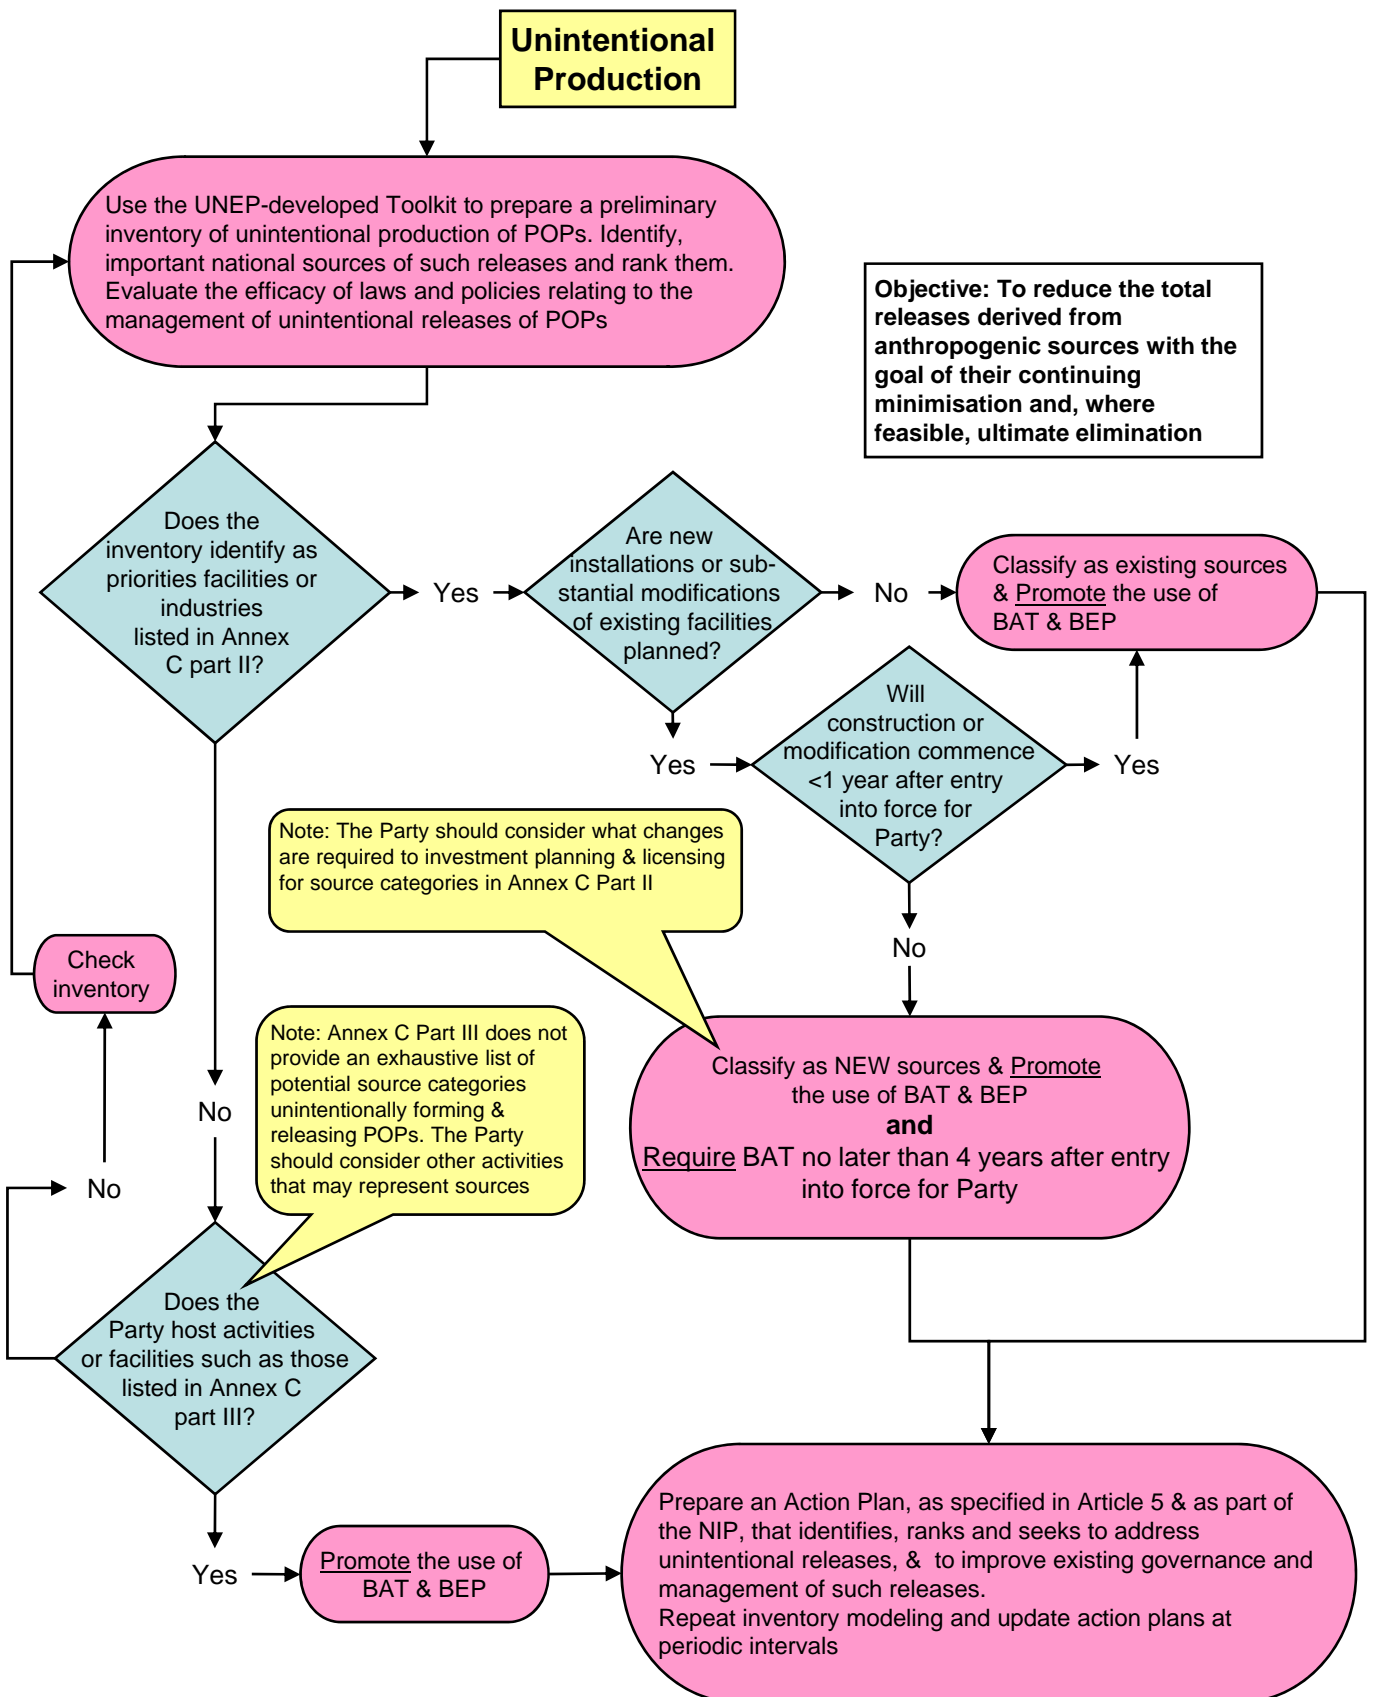 Unintentional
Production
Use the UNEP-developed Toolkit to prepare a preliminary
inventory of unintentional production of POPs. Identify,
important national sources of such releases and rank them.
Evaluate the efficacy of laws and policies relating to the
management of unintentional releases of POPs
Objective: To reduce the total
releases derived from
anthropogenic sources with the
goal of their continuing
minimisation and, where
feasible, ultimate elimination
Does the
inventory identify as
priorities facilities or
industries
listed in Annex
C part II?
Yes
Are new
installations or sub-
stantial modifications
of existing facilities
planned?
No
Classify as existing sources
& Promote the use of
BAT & BEP
Yes
Will
construction or
modification commence
<1 year after entry
into force for
Party?
Yes
Note: The Party should consider what changes
are required to investment planning & licensing
for source categories in Annex C Part II
No
Check
inventory
Note: Annex C Part III does not
provide an exhaustive list of
potential source categories
unintentionally forming &
releasing POPs. The Party
should consider other activities
that may represent sources
Classify as NEW sources & Promote
the use of BAT & BEP
and
Require BAT no later than 4 years after entry
into force for Party
No
No
Does the
Party host activities
or facilities such as those
listed in Annex C
part III?
Yes
Promote the use of
BAT & BEP
Prepare an Action Plan, as specified in Article 5 & as part of
the NIP, that identifies, ranks and seeks to address
unintentional releases, & to improve existing governance and
management of such releases.
Repeat inventory modeling and update action plans at
periodic intervals